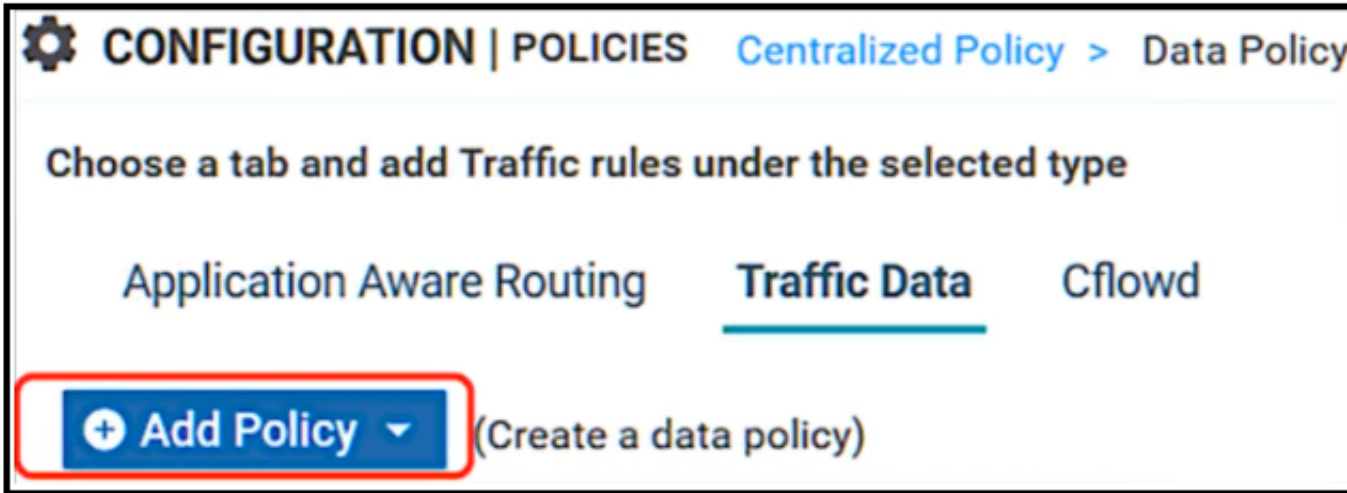 CONFIGURATION | POLICIES Centralized Policy > Data Policy
Choose a tab and add Traffic rules under the selected type
Application Aware Routing Traffic Data Cflowd
Add Policy (Create a data policy)